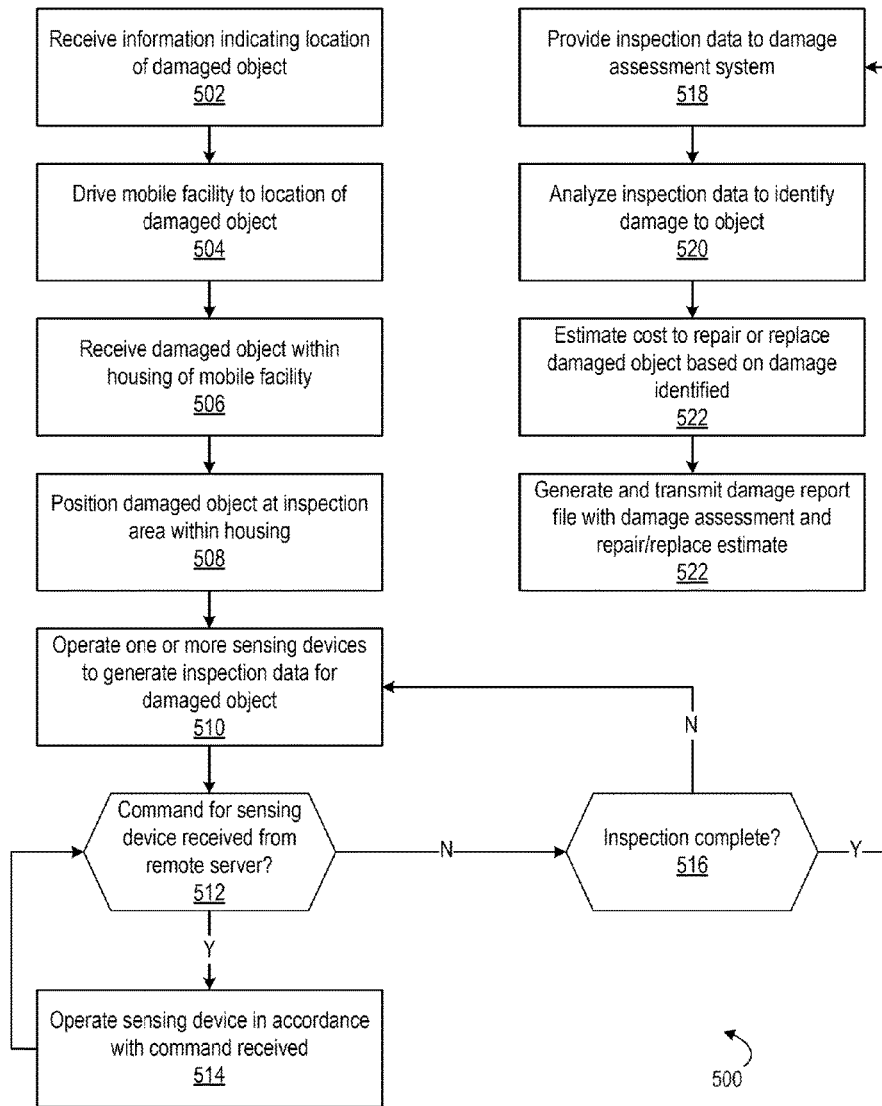 Receive information indicating location
of damaged object
502
Drive mobile facility to location of
damaged object
504
Receive damaged object within
housing of mobile facility
506
Position damaged object at inspection
area within housing
508
Operate one or more sensing devices
to generate inspection data for
damaged object
510
Command for sensing
device received from
remote server?
512
N
Y
Operate sensing device in accordance
with command received
514
Inspection complete?
516
N
Y
Provide inspection data to damage
assessment system
518
Analyze inspection data to identify
damage to object
520
Estimate cost to repair or replace
damaged object based on damage
identified
522
Generate and transmit damage report
file with damage assessment and
repair/replace estimate
522
500